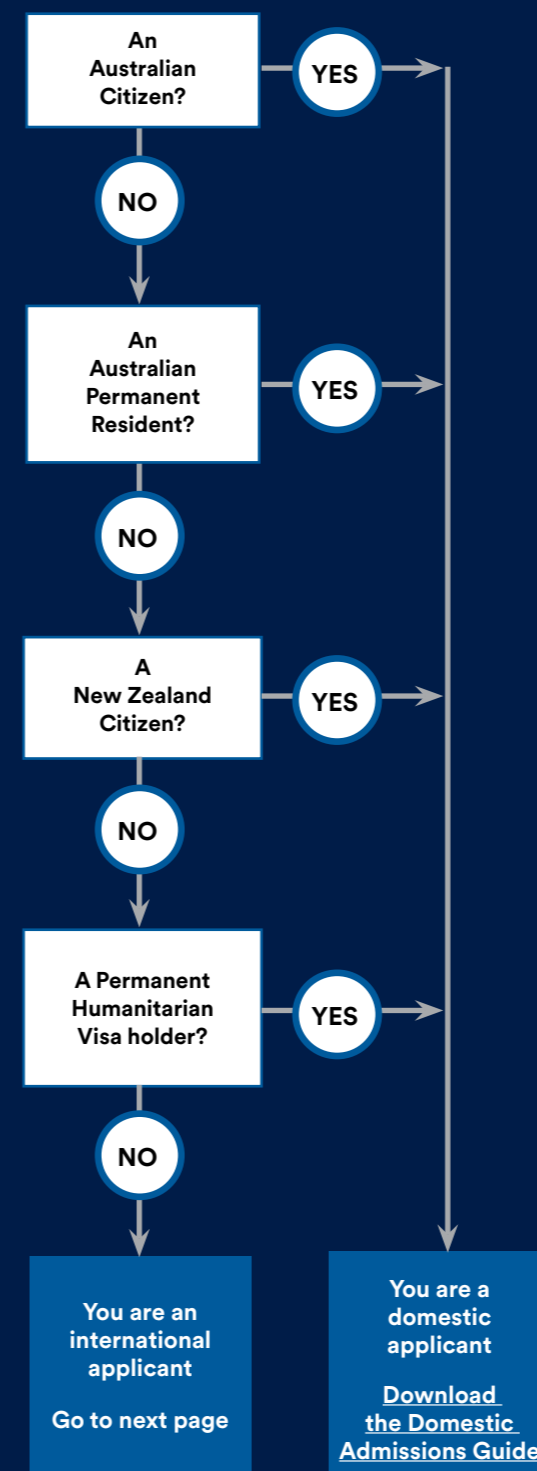 An
Australian
Citizen?
YES
NO
An
Australian
Permanent
Resident?
YES
NO
A
New Zealand
Citizen?
YES
NO
A Permanent
Humanitarian
Visa holder?
YES
NO
You are an
international
applicant
Go to next page
You are a
domestic
applicant
Download
the Domestic
Admissions Guide